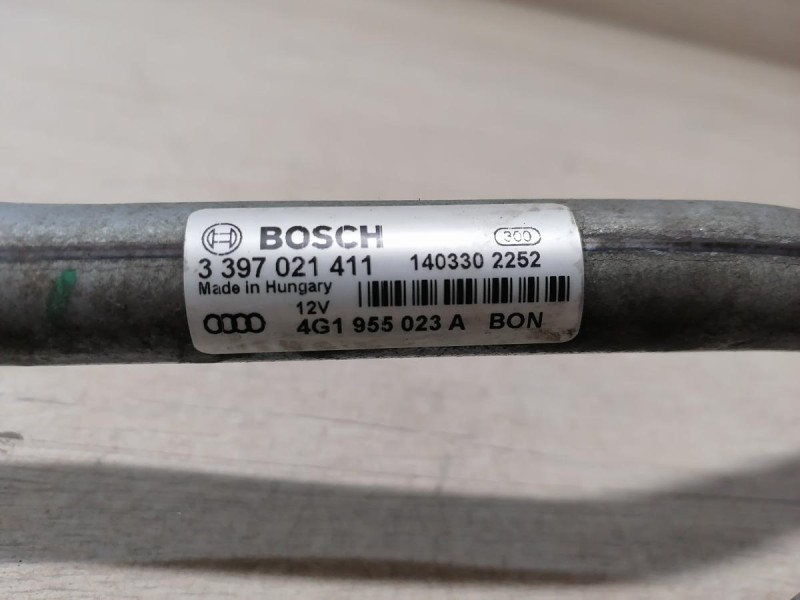 BOSCH 300
3 397 021 411 140330 2252
Made in Hungary
12V
4G1 955 023 A BON